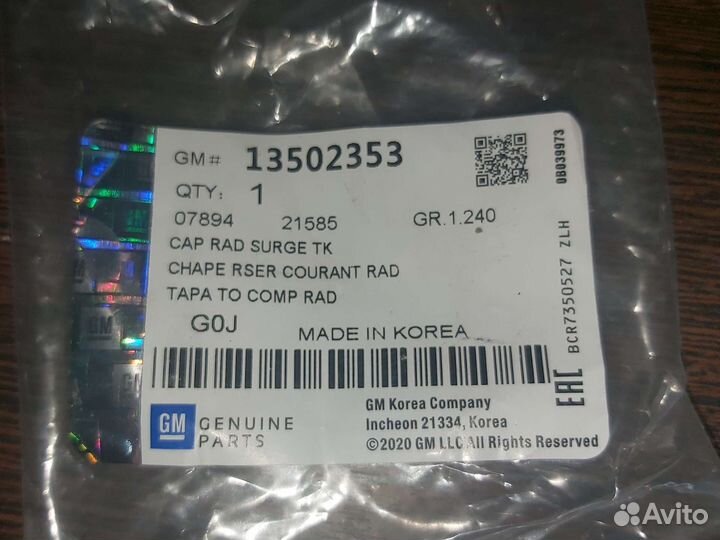 GM# 13502353
QTY: 1
07894 21585 GR.1.240
CAP RAD SURGE TK
CHAPE RSER COURANT RAD
TAPA TO COMP RAD
G0J MADE IN KOREA
GM GENUINE
PARTS
GM Korea Company
Incheon 21334, Korea
©2020 GM LLC All Rights Reserved
0B039973
BCR7350527 ZLH
EAC
GM
GM
Avito